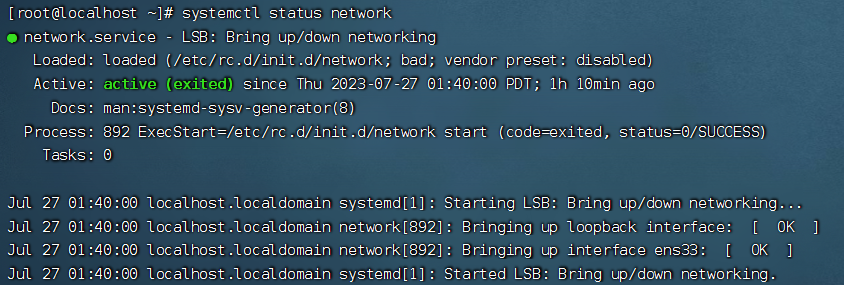 [root@localhost ~]# systemctl status network
● network.service - LSB: Bring up/down networking
   Loaded: loaded (/etc/rc.d/init.d/network; bad; vendor preset: disabled)
   Active: active (exited) since Thu 2023-07-27 01:40:00 PDT; 1h 10min ago
     Docs: man:systemd-sysv-generator(8)
  Process: 892 ExecStart=/etc/rc.d/init.d/network start (code=exited, status=0/SUCCESS)
    Tasks: 0

Jul 27 01:40:00 localhost.localdomain systemd[1]: Starting LSB: Bring up/down networking...
Jul 27 01:40:00 localhost.localdomain network[892]: Bringing up loopback interface:  [  OK  ]
Jul 27 01:40:00 localhost.localdomain network[892]: Bringing up interface ens33:  [  OK  ]
Jul 27 01:40:00 localhost.localdomain systemd[1]: Started LSB: Bring up/down networking.